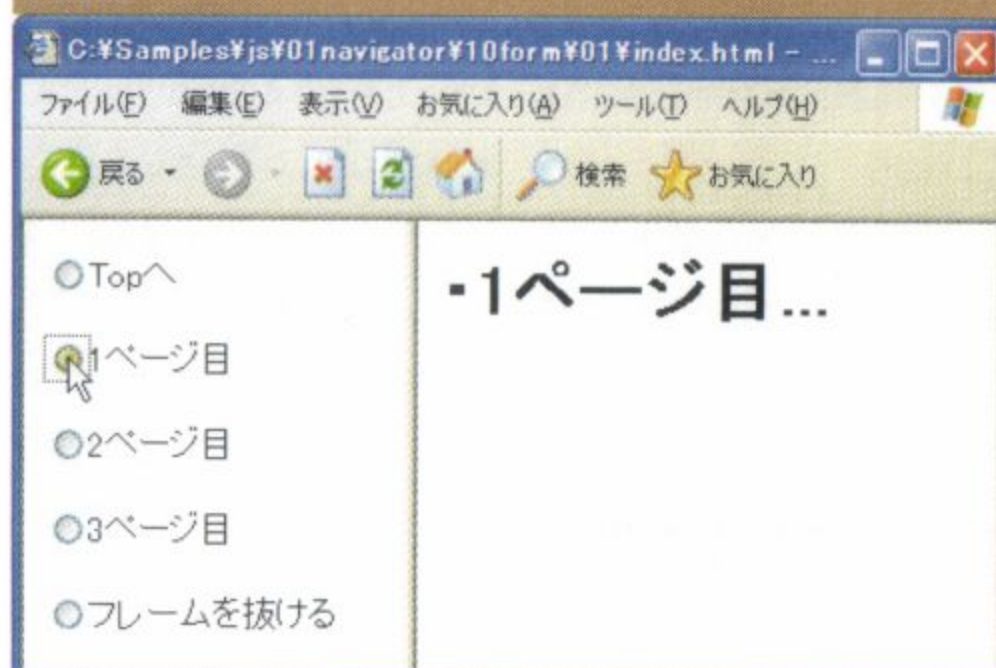 C:¥Samples¥js¥01navigator¥10form¥01¥index.html - ...
ファイル(F) 編集(E) 表示(V) お気に入り(A) ツール(T) ヘルプ(H)
戻る 検索 お気に入り
Topへ
1ページ目
2ページ目
3ページ目
フレームを抜ける
・1ページ目...